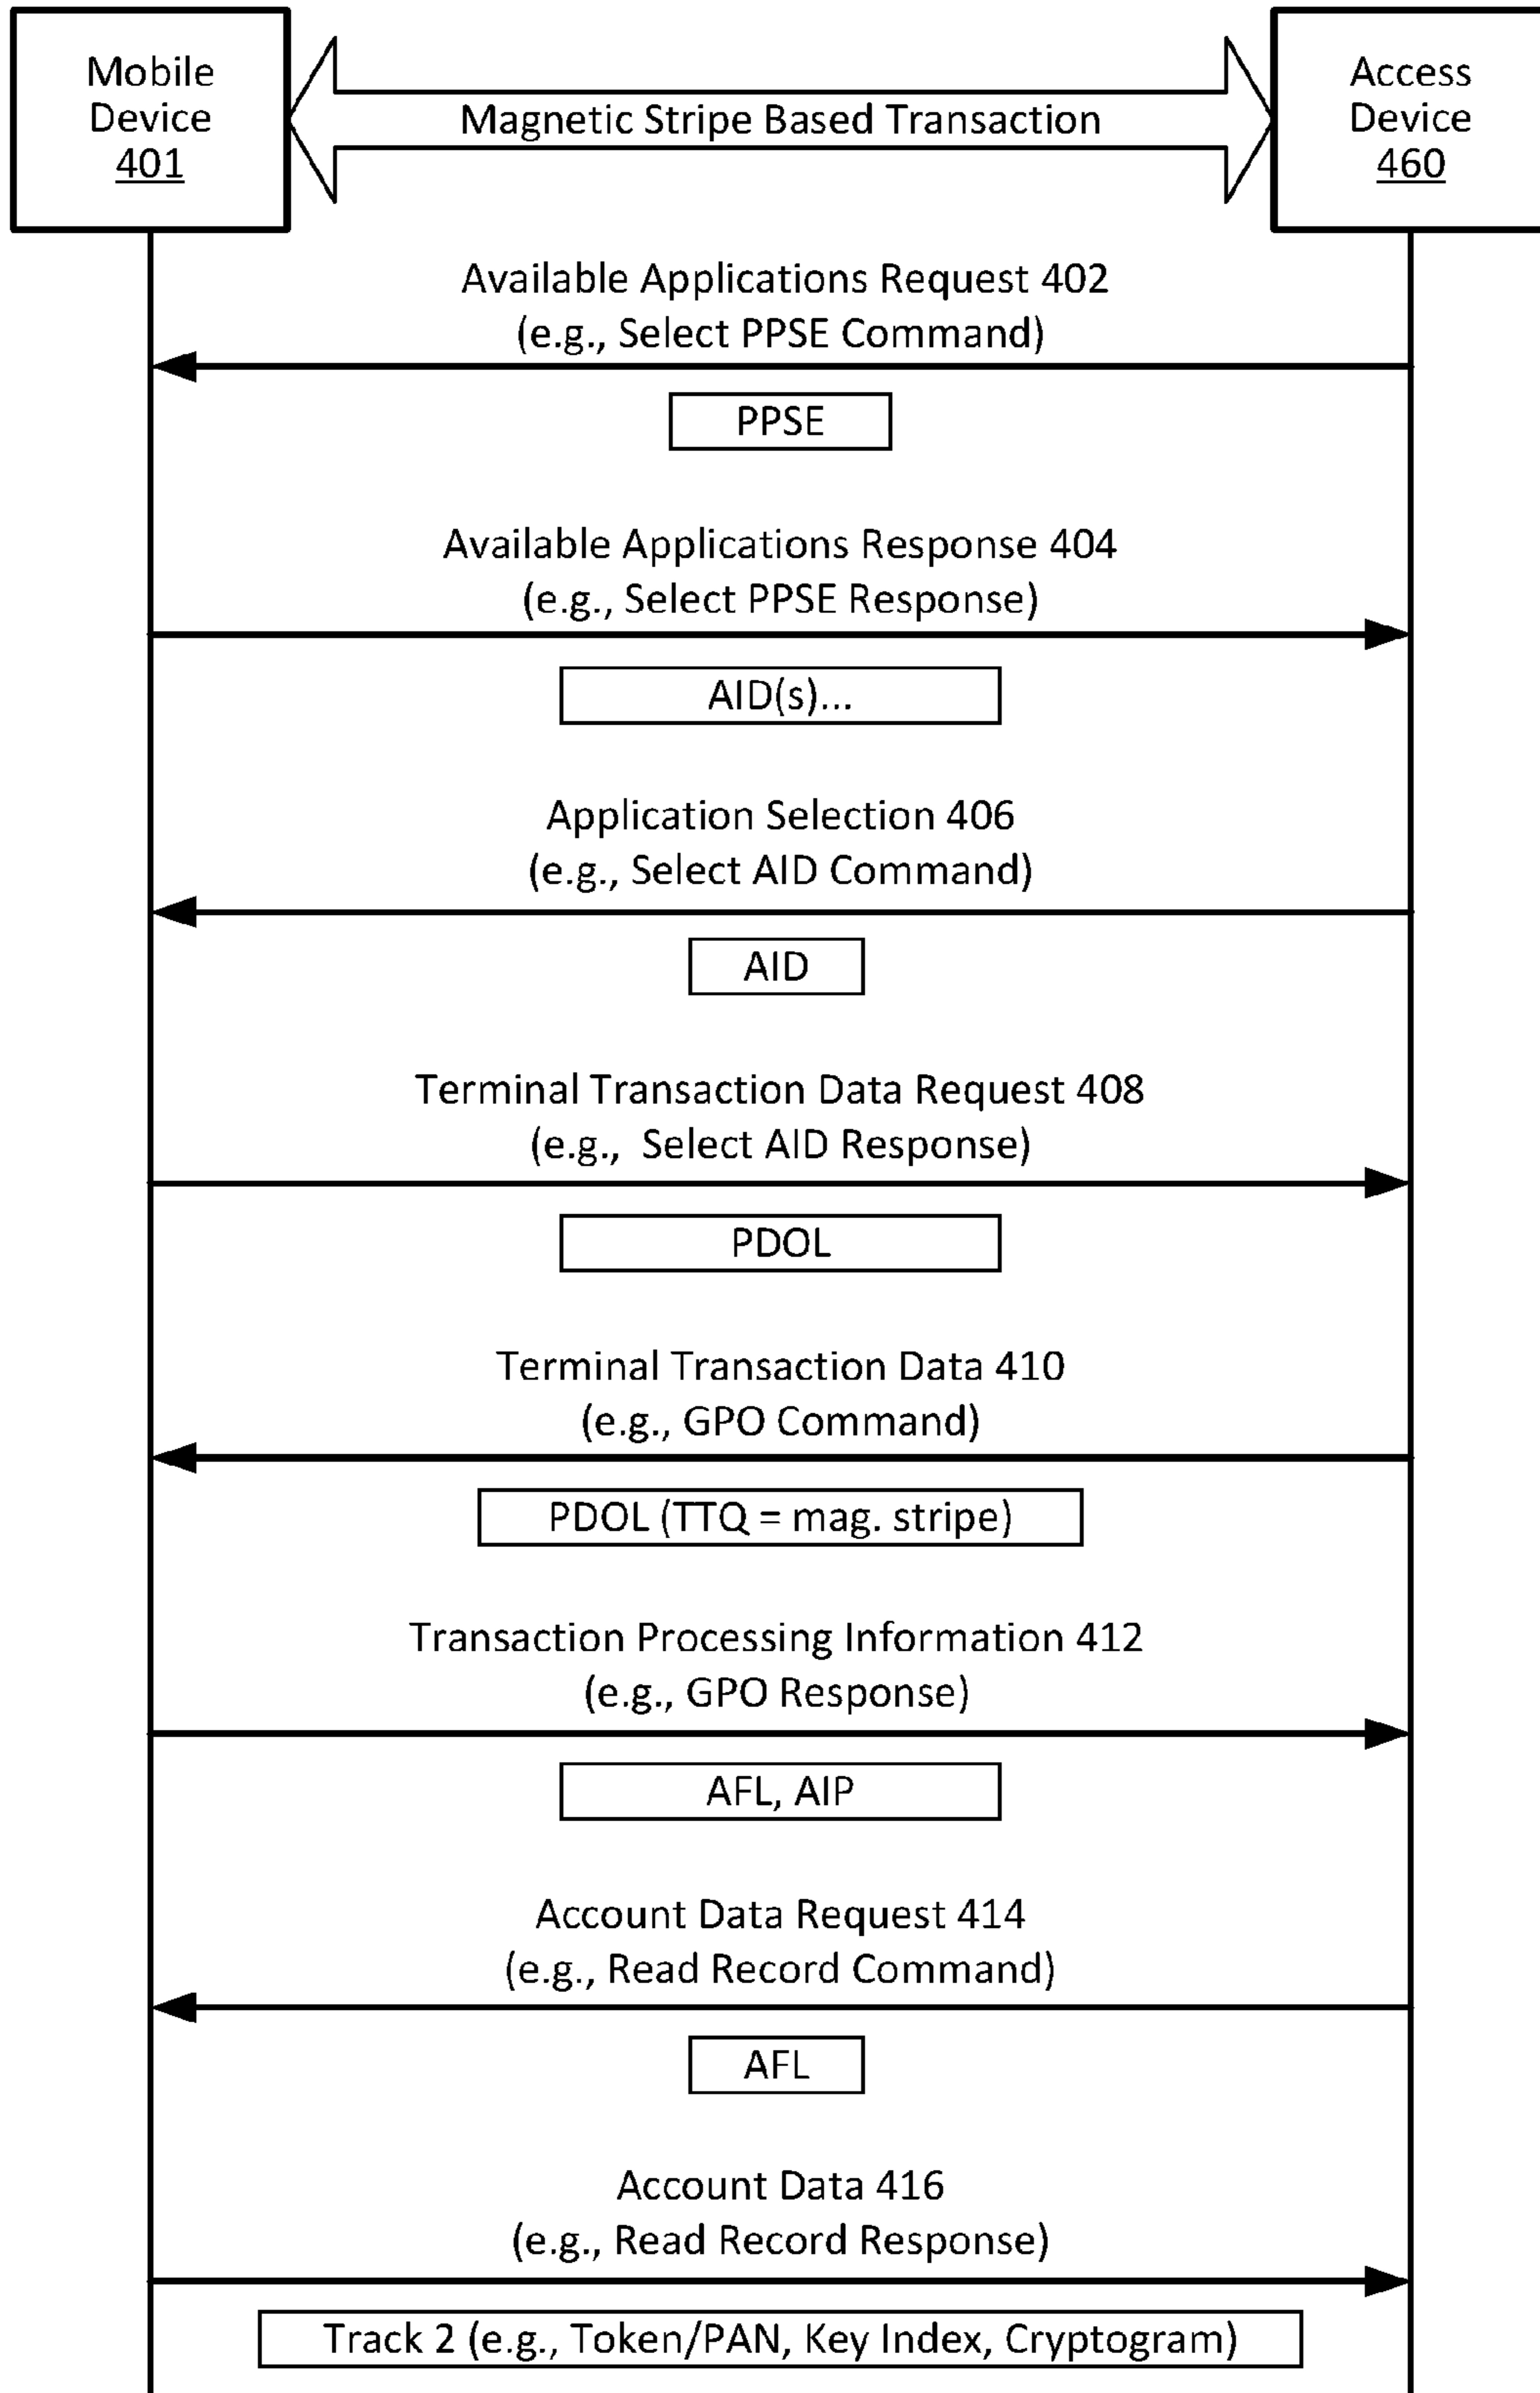 Mobile
Device
401
Magnetic Stripe Based Transaction
Access
Device
460
Available Applications Request 402
(e.g., Select PPSE Command)
PPSE
Available Applications Response 404
(e.g., Select PPSE Response)
AID(s)...
Application Selection 406
(e.g., Select AID Command)
AID
Terminal Transaction Data Request 408
(e.g., Select AID Response)
PDOL
Terminal Transaction Data 410
(e.g., GPO Command)
PDOL (TTQ = mag. stripe)
Transaction Processing Information 412
(e.g., GPO Response)
AFL, AIP
Account Data Request 414
(e.g., Read Record Command)
AFL
Account Data 416
(e.g., Read Record Response)
Track 2 (e.g., Token/PAN, Key Index, Cryptogram)